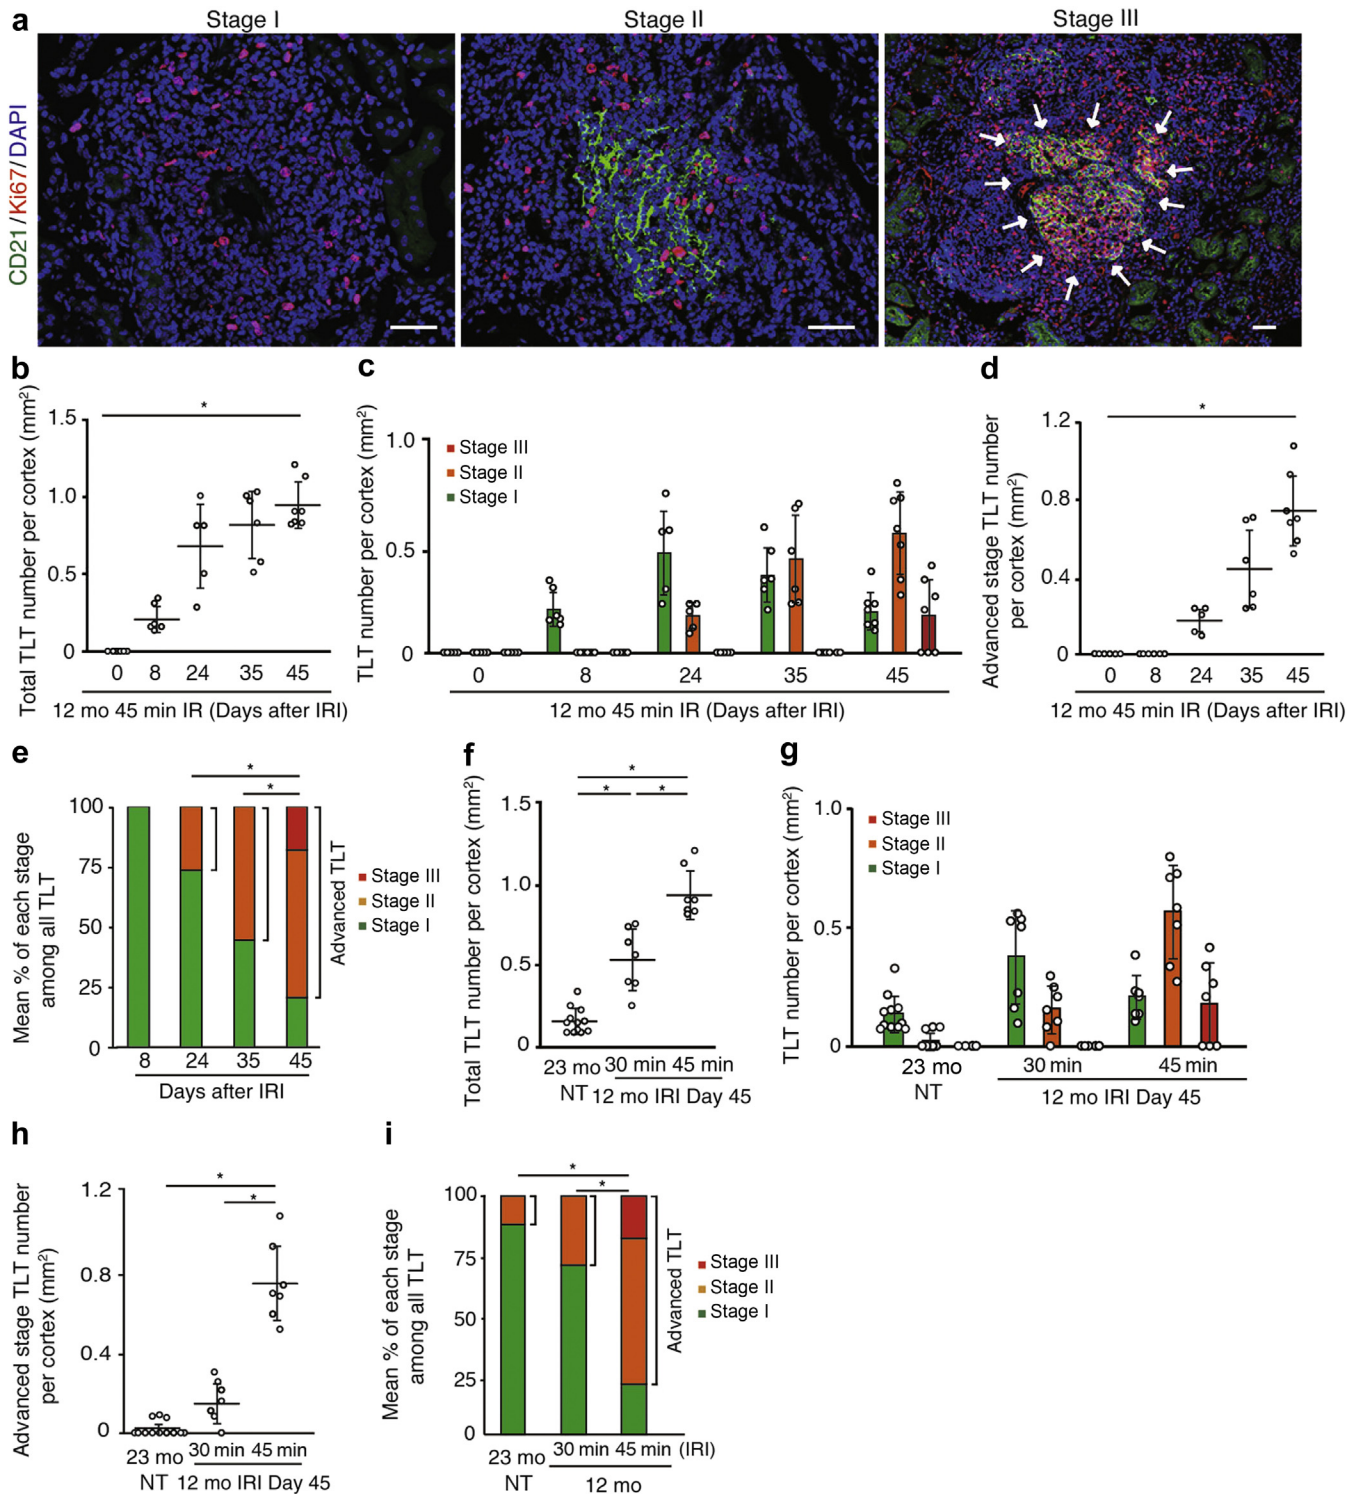 a
Stage I
Stage II
Stage III
CD21/Ki67/DAPI
b
Total TLT number per cortex (mm²)
1.5
1.0
0.5
0
*
0 8 24 35 45
12 mo 45 min IR (Days after IRI)
c
TLT number per cortex (mm²)
1.0
0.5
0
Stage III
Stage II
Stage I
0 8 24 35 45
12 mo 45 min IR (Days after IRI)
d
Advanced stage TLT number
per cortex (mm²)
1.2
0.8
0.4
0
*
0 8 24 35 45
12 mo 45 min IR (Days after IRI)
e
Mean % of each stage
among all TLT
100
75
50
25
0
*
*
8 24 35 45
Days after IRI
Advanced TLT
Stage III
Stage II
Stage I
f
Total TLT number per cortex (mm²)
1.5
1.0
0.5
0
*
* *
23 mo 30 min 45 min
NT 12 mo IRI Day 45
g
TLT number per cortex (mm²)
1.0
0.5
0
Stage III
Stage II
Stage I
23 mo 30 min 45 min
NT 12 mo IRI Day 45
h
Advanced stage TLT number
per cortex (mm²)
1.2
0.8
0.4
0
*
*
23 mo 30 min 45 min
NT 12 mo IRI Day 45
i
Mean % of each stage
among all TLT
100
75
50
25
0
*
*
23 mo 30 min 45 min (IRI)
NT 12 mo
Advanced TLT
Stage III
Stage II
Stage I